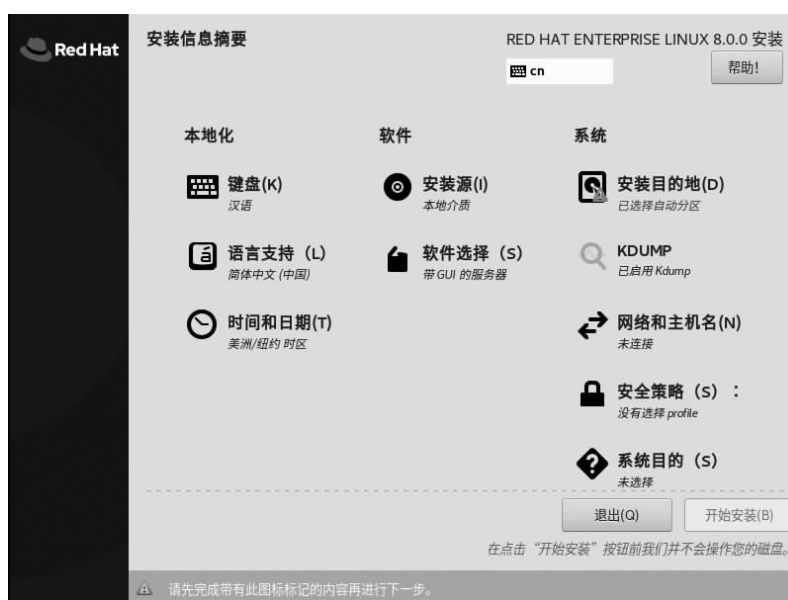 Red Hat
安装信息摘要
RED HAT ENTERPRISE LINUX 8.0.0 安装
cn
帮助!
本地化
软件
系统
键盘(K)
汉语
安装源(I)
本地介质
安装目的地(D)
已选择自动分区
语言支持（L）
简体中文 (中国)
软件选择（S）
带 GUI 的服务器
KDUMP
已启用 Kdump
时间和日期(T)
美洲/纽约 时区
网络和主机名(N)
未连接
安全策略（S）：
没有选择 profile
系统目的（S）
未选择
退出(Q)
开始安装(B)
在点击“开始安装”按钮前我们并不会操作您的磁盘。
请先完成带有此图标标记的内容再进行下一步。